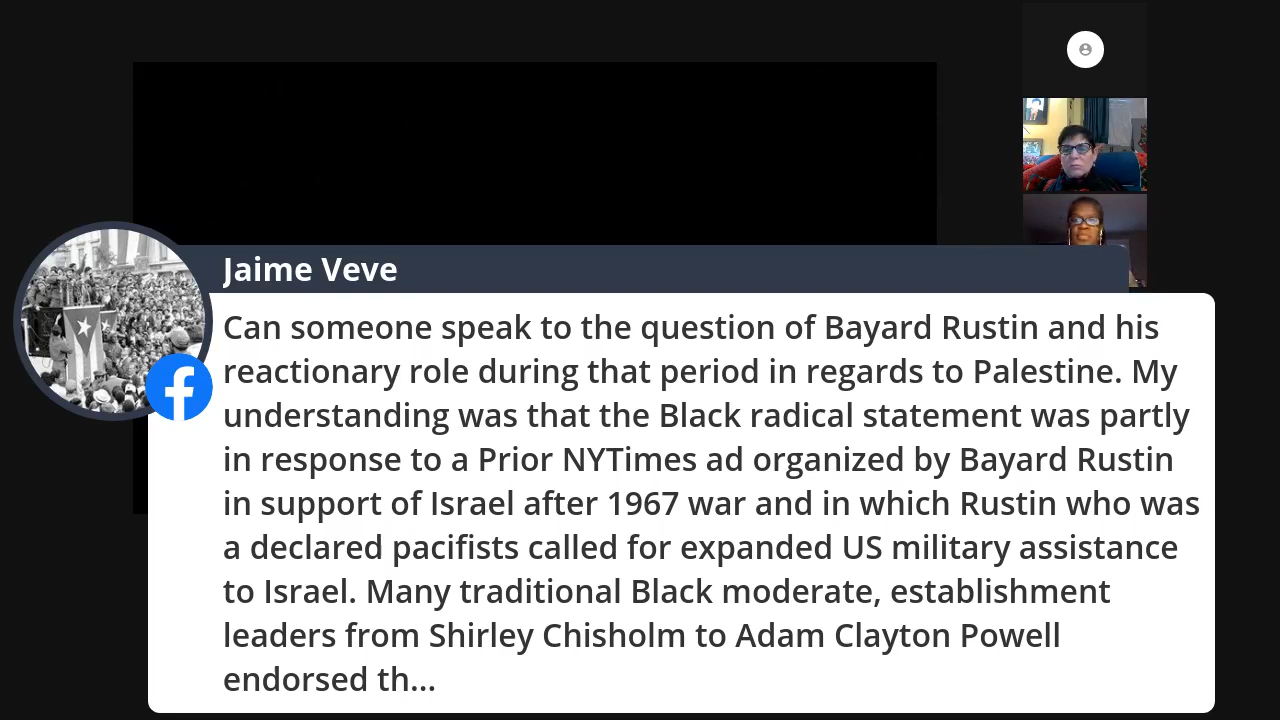 Jaime Veve
Can someone speak to the question of Bayard Rustin and his
reactionary role during that period in regards to Palestine. My
understanding was that the Black radical statement was partly
in response to a Prior NYTimes ad organized by Bayard Rustin
in support of Israel after 1967 war and in which Rustin who was
a declared pacifists called for expanded US military assistance
to Israel. Many traditional Black moderate, establishment
leaders from Shirley Chisholm to Adam Clayton Powell
endorsed th...